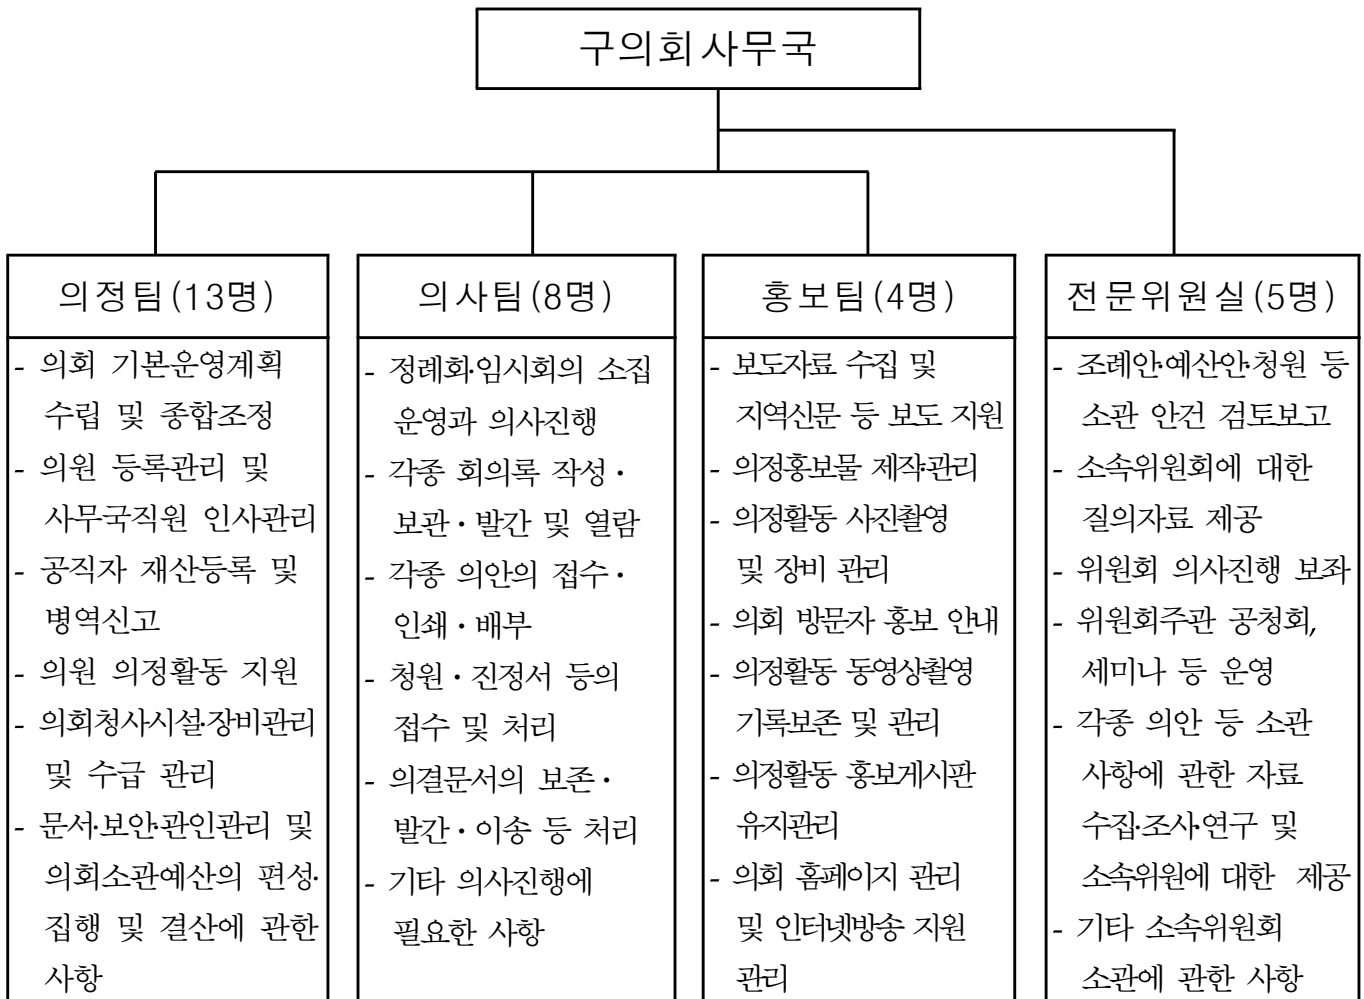 구의회사무국
의정팀(13명)
- 의회 기본운영계획
수립 및 종합조정
- 의원 등록관리 및
사무국직원 인사관리
- 공직자 재산등록 및
병역신고
- 의원 의정활동 지원
- 의회청사시설·장비관리
및 수급 관리
- 문서·보안·관인관리 및
의회소관예산의 편성·
집행 및 결산에 관한
사항
의사팀(8명)
- 정례회·임시회의 소집
운영과 의사진행
- 각종 회의록 작성·
보관·발간 및 열람
- 각종 의안의 접수·
인쇄·배부
- 청원·진정서 등의
접수 및 처리
- 의결문서의 보존·
발간·이송 등 처리
- 기타 의사진행에
필요한 사항
홍보팀(4명)
- 보도자료 수집 및
지역신문 등 보도 지원
- 의정홍보물 제작·관리
- 의정활동 사진촬영
및 장비 관리
- 의회 방문자 홍보 안내
- 의정활동 동영상촬영
기록보존 및 관리
- 의정활동 홍보게시판
유지관리
- 의회 홈페이지 관리
및 인터넷방송 지원
관리
전문위원실(5명)
- 조례안·예산안·청원 등
소관 안건 검토보고
- 소속위원회에 대한
질의자료 제공
- 위원회 의사진행 보좌
- 위원회주관 공청회,
세미나 등 운영
- 각종 의안 등 소관
사항에 관한 자료
수집·조사·연구 및
소속위원에 대한 제공
- 기타 소속위원회
소관에 관한 사항